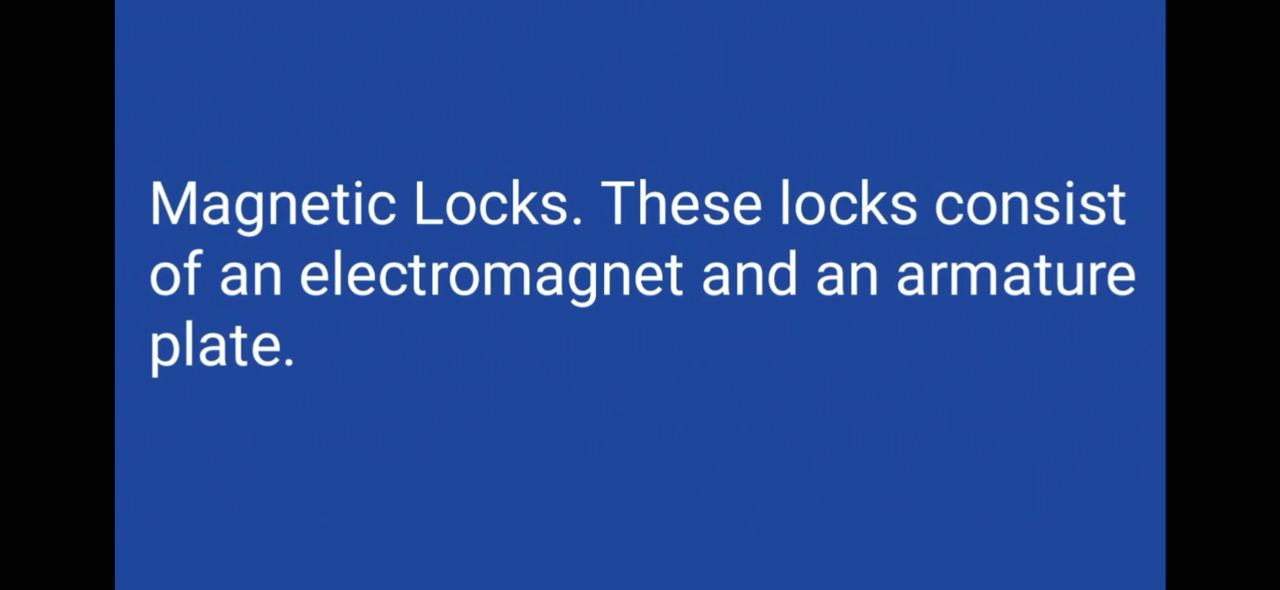 Magnetic Locks. These locks consist
of an electromagnet and an armature
plate.